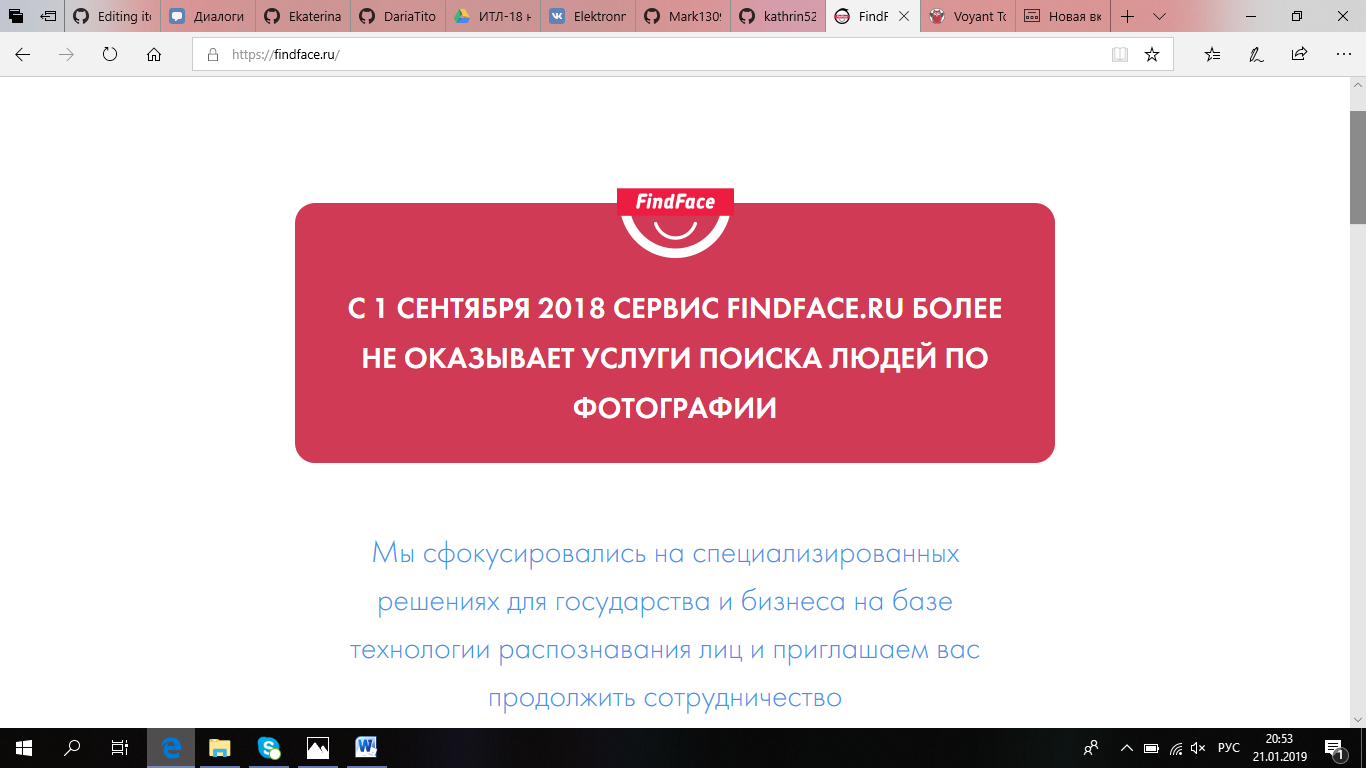 Editing ite
Диалоги
Ekaterina
DariaTito
ИТЛ-18 н
Elektronn
Mark1309
kathrin52
FindF
Voyant To
Новая вк
https://findface.ru/
FindFace
С 1 СЕНТЯБРЯ 2018 СЕРВИС FINDFACE.RU БОЛЕЕ
НЕ ОКАЗЫВАЕТ УСЛУГИ ПОИСКА ЛЮДЕЙ ПО
ФОТОГРАФИИ
Мы сфокусировались на специализированных
решениях для государства и бизнеса на базе
технологии распознавания лиц и приглашаем вас
продолжить сотрудничество
РУС
20:53
21.01.2019
1